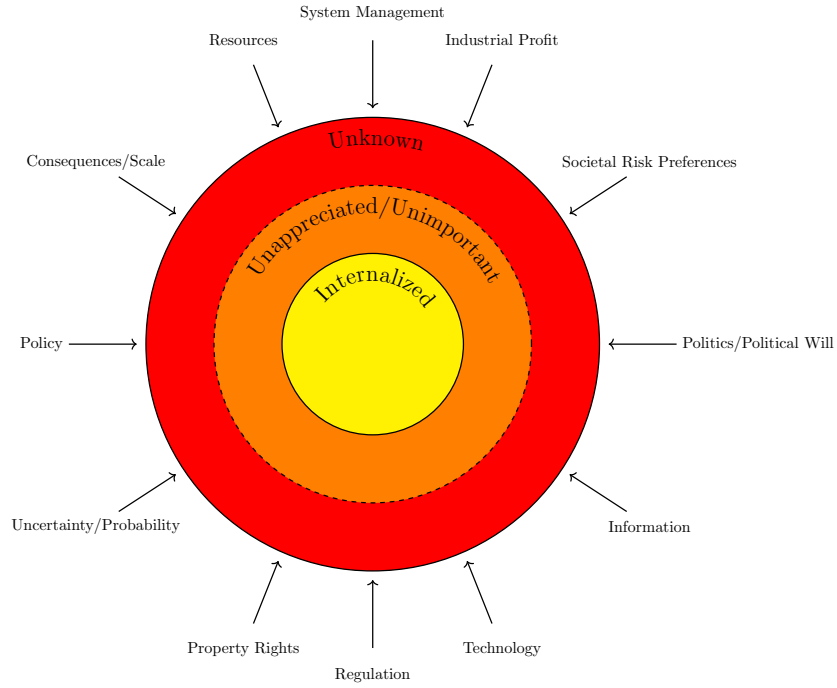 System Management
Resources
Industrial Profit
Unknown
Consequences/Scale
Societal Risk Preferences
Unappreciated/Unimportant
Internalized
Policy
Politics/Political Will
Uncertainty/Probability
Information
Property Rights
Technology
Regulation